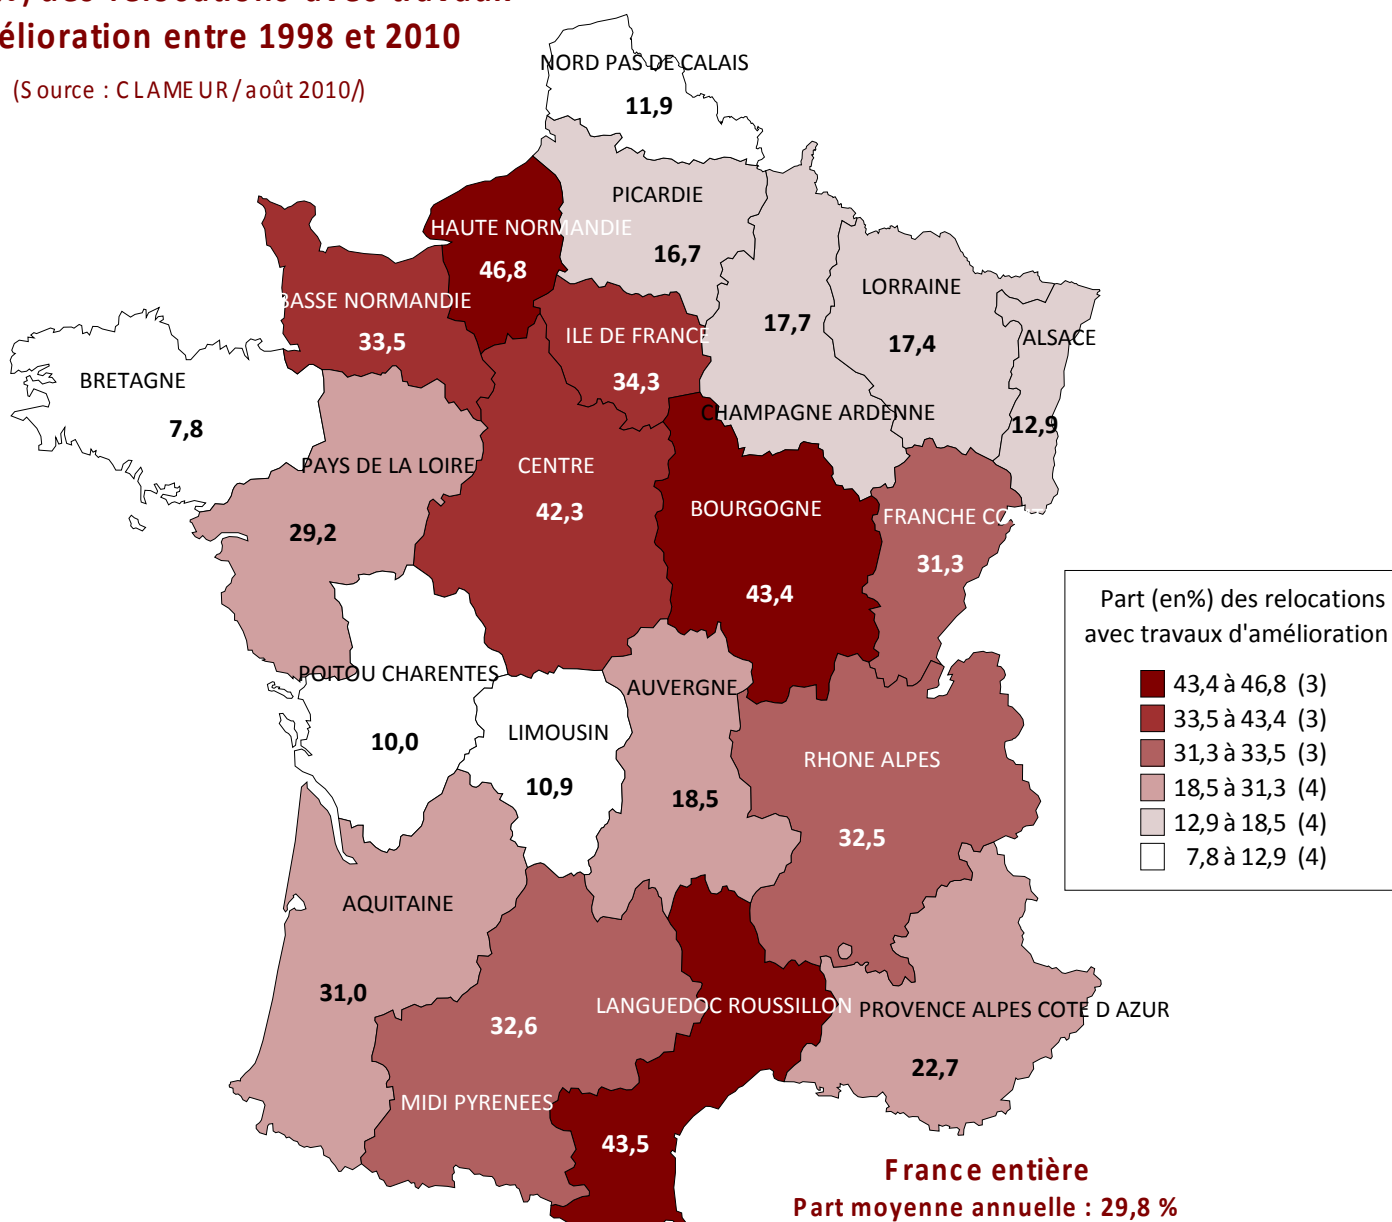 des relocations avec travaux
élioration entre 1998 et 2010
(Source : CLAMEUR / août 2010/)
NORD PAS DE CALAIS
11,9
PICARDIE
16,7
HAUTE NORMANDIE
46,8
BASSE NORMANDIE
33,5
ILE DE FRANCE
34,3
17,7
CHAMPAGNE ARDENNE
LORRAINE
17,4
ALSACE
12,9
BRETAGNE
7,8
PAYS DE LA LOIRE
29,2
CENTRE
42,3
BOURGOGNE
43,4
FRANCHE COMTE
31,3
POITOU CHARENTES
10,0
LIMOUSIN
10,9
AUVERGNE
18,5
RHONE ALPES
32,5
AQUITAINE
31,0
32,6
MIDI PYRENEES
LANGUEDOC ROUSSILLON
43,5
PROVENCE ALPES COTE D AZUR
22,7
Part (en%) des relocations
avec travaux d'amélioration
43,4 à 46,8 (3)
33,5 à 43,4 (3)
31,3 à 33,5 (3)
18,5 à 31,3 (4)
12,9 à 18,5 (4)
7,8 à 12,9 (4)
France entière
Part moyenne annuelle : 29,8 %